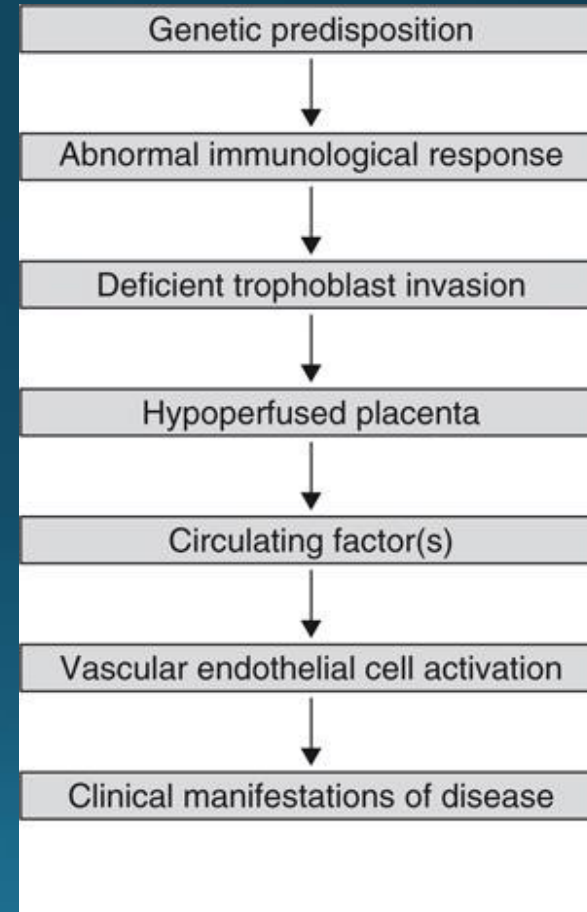 Genetic predisposition
Abnormal immunological response
Deficient trophoblast invasion
Hypoperfused placenta
Circulating factor(s)
Vascular endothelial cell activation
Clinical manifestations of disease